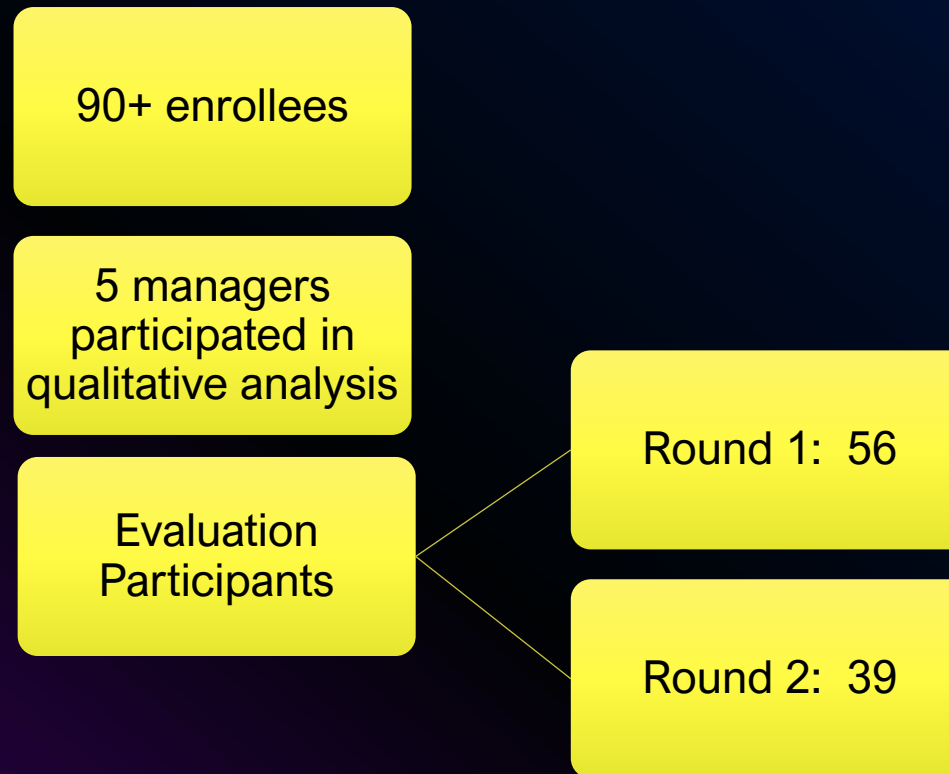 90+ enrollees
5 managers
participated in
qualitative analysis
Evaluation
Participants
Round 1:  56
Round 2:  39